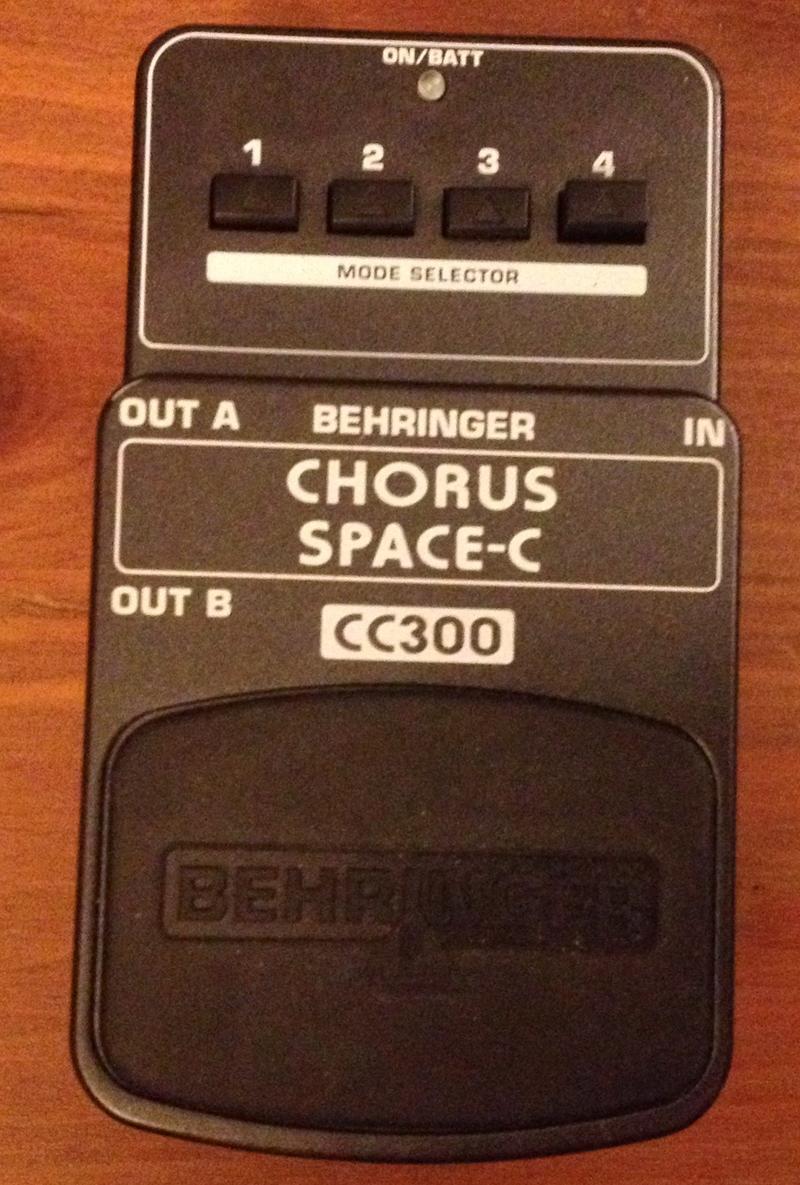 ON/BATT
1 2 3 4
MODE SELECTOR
OUT A BEHRINGER IN
CHORUS
SPACE-C
OUT B
CC300
BEHRINGER